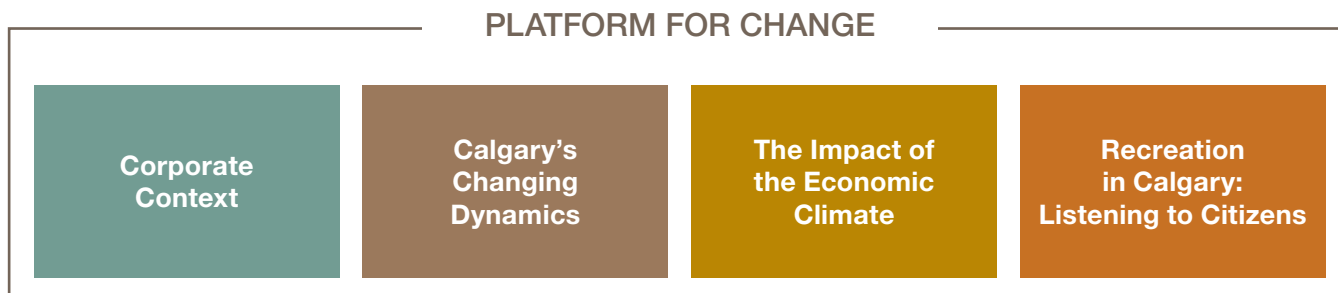 PLATFORM FOR CHANGE
Corporate
Context
Calgary’s
Changing
Dynamics
The Impact of
the Economic
Climate
Recreation
in Calgary:
Listening to Citizens